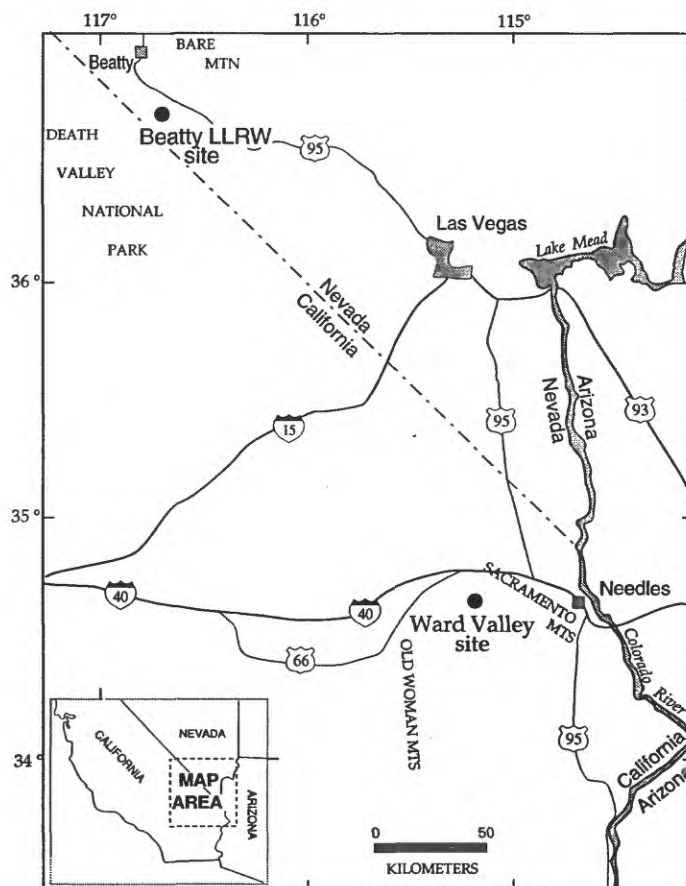 117°
116°
115°
BARE
MTN
Beatty
Beatty LLRW
site
DEATH
VALLEY
NATIONAL
PARK
95
Las Vegas
Lake Mead
36°
Nevada
California
Arizona
Nevada
95
93
15
35°
40
40
SACRAMENTO
MTS
Needles
Ward Valley
site
66
OLD WOMAN MTS
Colorado
River
95
34°
California
Arizona
NEVADA
CALIFORNIA
MAP
AREA
ARIZONA
0
50
KILOMETERS